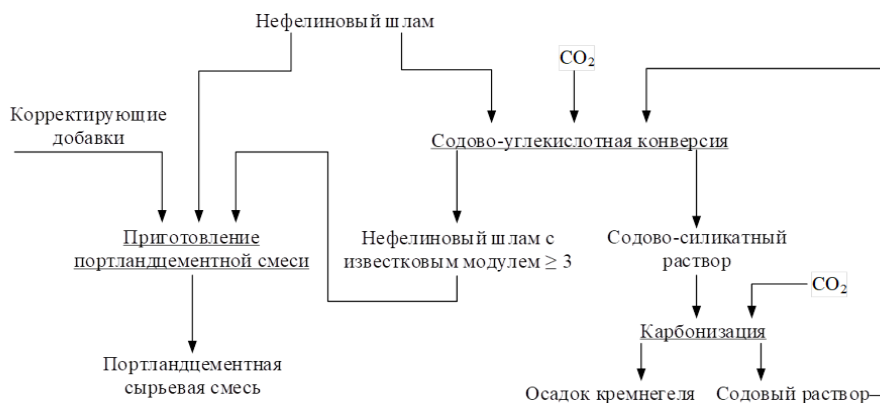 Нефелиновый шлам
CO₂
Корректирующие
добавки
Содово-углекислотная конверсия
Приготовление
портландцементной смеси
Нефелиновый шлам с
известковым модулем ≥ 3
Содово-силикатный
раствор
CO₂
Карбонизация
Портландцементная
сырьевая смесь
Осадок кремнегеля
Содовый раствор